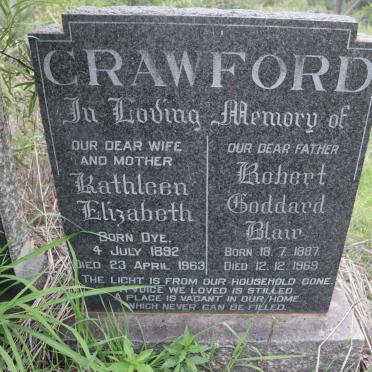 CRAWFORD
In Loving Memory of
OUR DEAR WIFE
AND MOTHER
Kathleen
Elizabeth
BORN DYE.
4 JULY 1892
DIED 23 APRIL 1963
OUR DEAR FATHER
Robert
Goddard
Blair
BORN 18. 7. 1887
DIED 12. 12. 1969
THE LIGHT IS FROM OUR HOUSEHOLD GONE.
VOICE WE LOVED IS STILLED
A PLACE IS VACANT IN OUR HOME.
WHICH NEVER CAN BE FILLED.